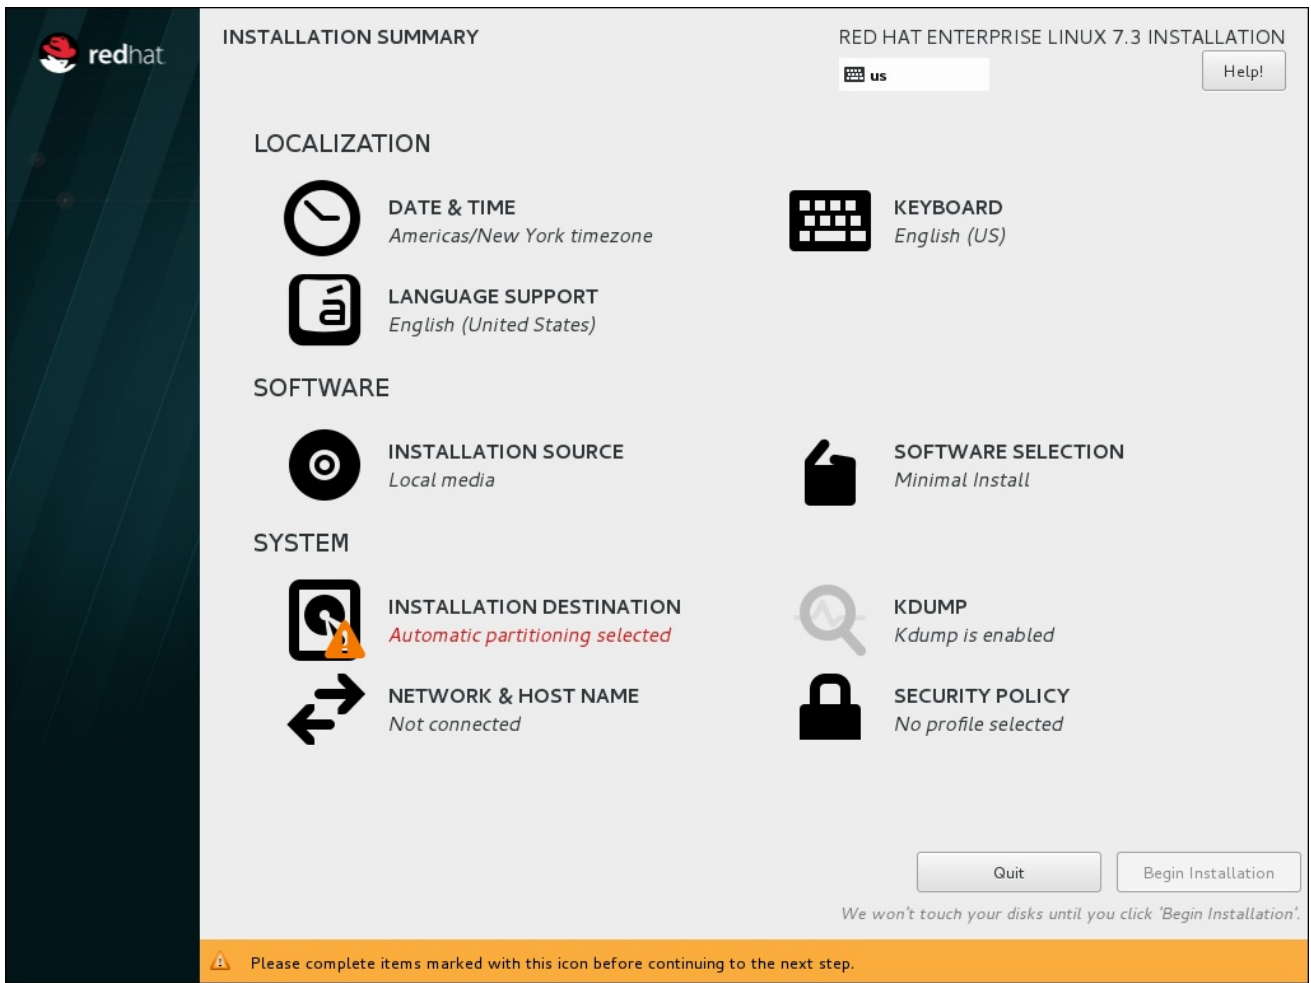 redhat.
INSTALLATION SUMMARY
RED HAT ENTERPRISE LINUX 7.3 INSTALLATION
us
Help!
LOCALIZATION
DATE & TIME
Americas/New York timezone
KEYBOARD
English (US)
á
LANGUAGE SUPPORT
English (United States)
SOFTWARE
INSTALLATION SOURCE
Local media
SOFTWARE SELECTION
Minimal Install
SYSTEM
INSTALLATION DESTINATION
Automatic partitioning selected
KDUMP
Kdump is enabled
NETWORK & HOST NAME
Not connected
SECURITY POLICY
No profile selected
Quit
Begin Installation
We won't touch your disks until you click 'Begin Installation'.
Please complete items marked with this icon before continuing to the next step.